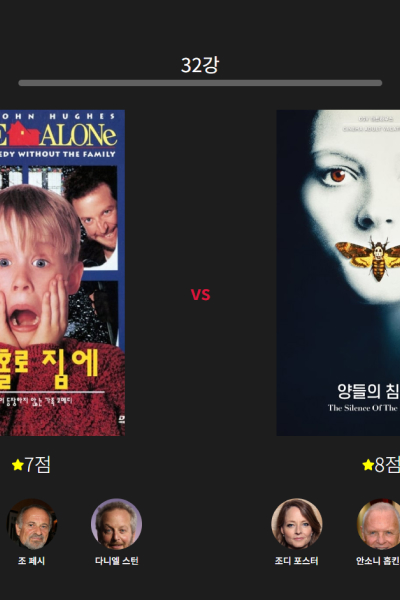 32강
JOHN HUGHES
E ALONe
EDY WITHOUT THE FAMILY
홀로 집에
vs
양들의 침
The Silence Of The
7점
8점
조 페시
다니엘 스턴
조디 포스터
안소니 홉킨